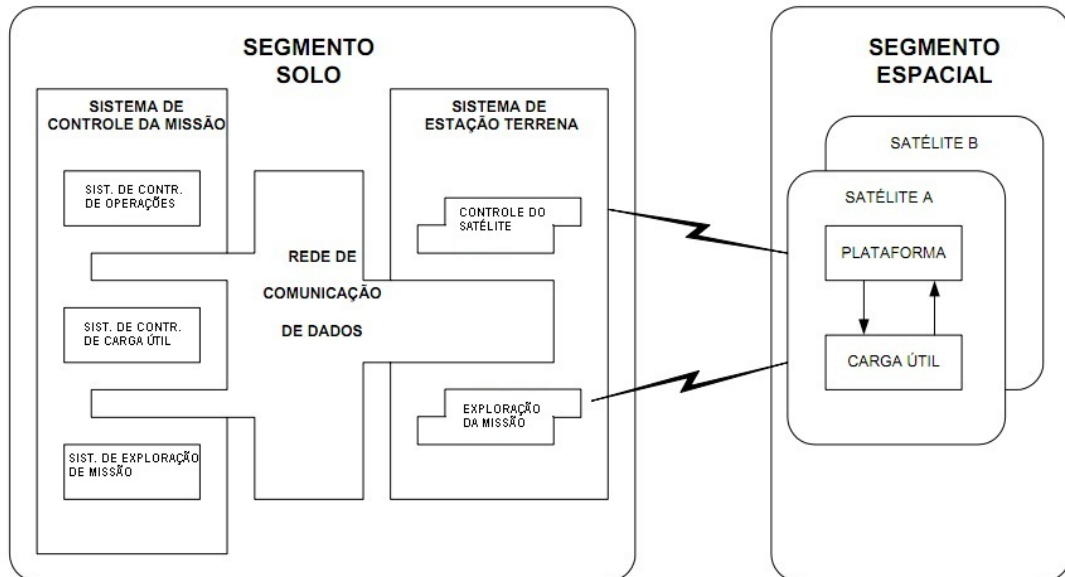 SEGMENTO
SOLO
SISTEMA DE
CONTROLE DA MISSÃO
SIST. DE CONTR.
DE OPERAÇÕES
SIST. DE CONTR.
DE CARGA ÚTIL
SIST. DE EXPLORAÇÃO
DE MISSÃO
REDE DE
COMUNICAÇÃO
DE DADOS
SISTEMA DE
ESTAÇÃO TERRENA
CONTROLE DO
SATÉLITE
EXPLORAÇÃO
DA MISSÃO
SEGMENTO
ESPACIAL
SATÉLITE B
SATÉLITE A
PLATAFORMA
CARGA ÚTIL